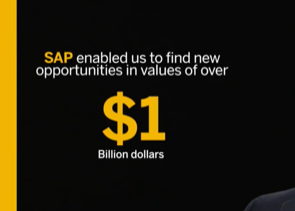 SAP enabled us to find new
opportunities in values of over
$1
Billion dollars